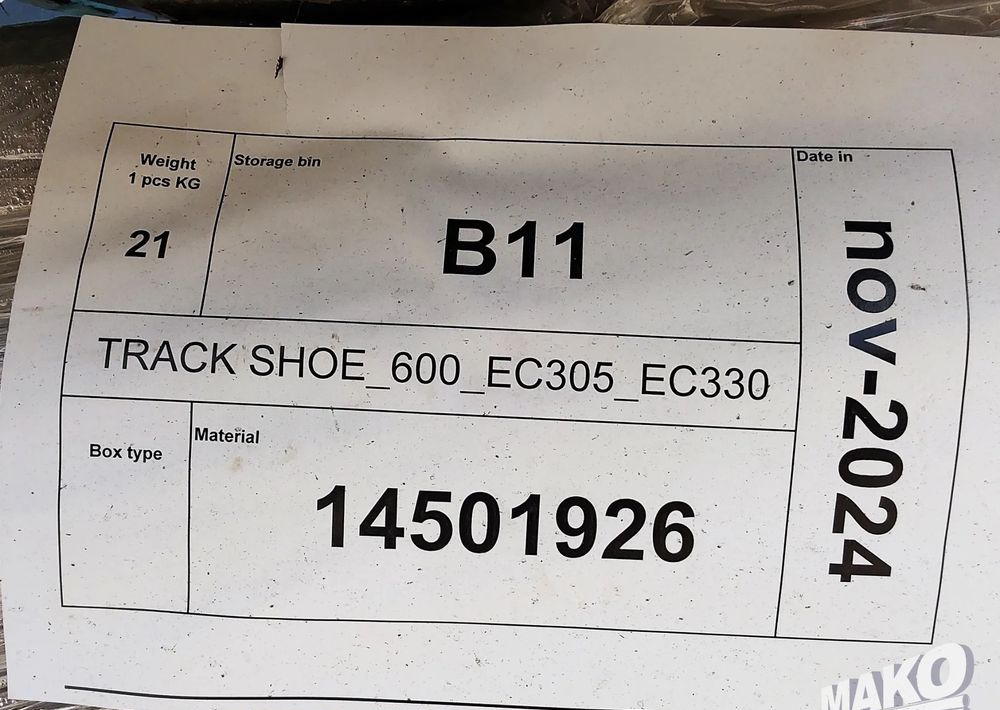 Weight
1 pcs KG
21
Storage bin
B11
Date in
nov-2024
TRACK SHOE_600_EC305_EC330
Box type
Material
14501926
MAKO